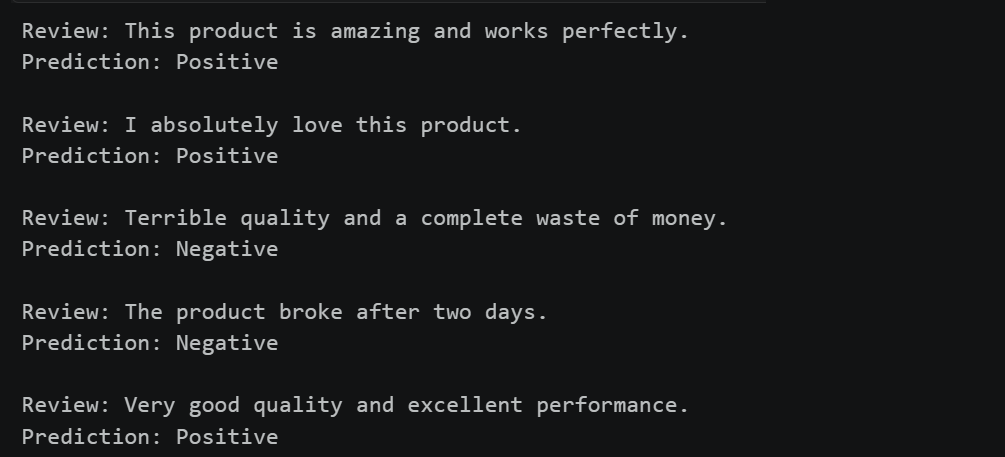 Review: This product is amazing and works perfectly.
Prediction: Positive
Review: I absolutely love this product.
Prediction: Positive
Review: Terrible quality and a complete waste of money.
Prediction: Negative
Review: The product broke after two days.
Prediction: Negative
Review: Very good quality and excellent performance.
Prediction: Positive